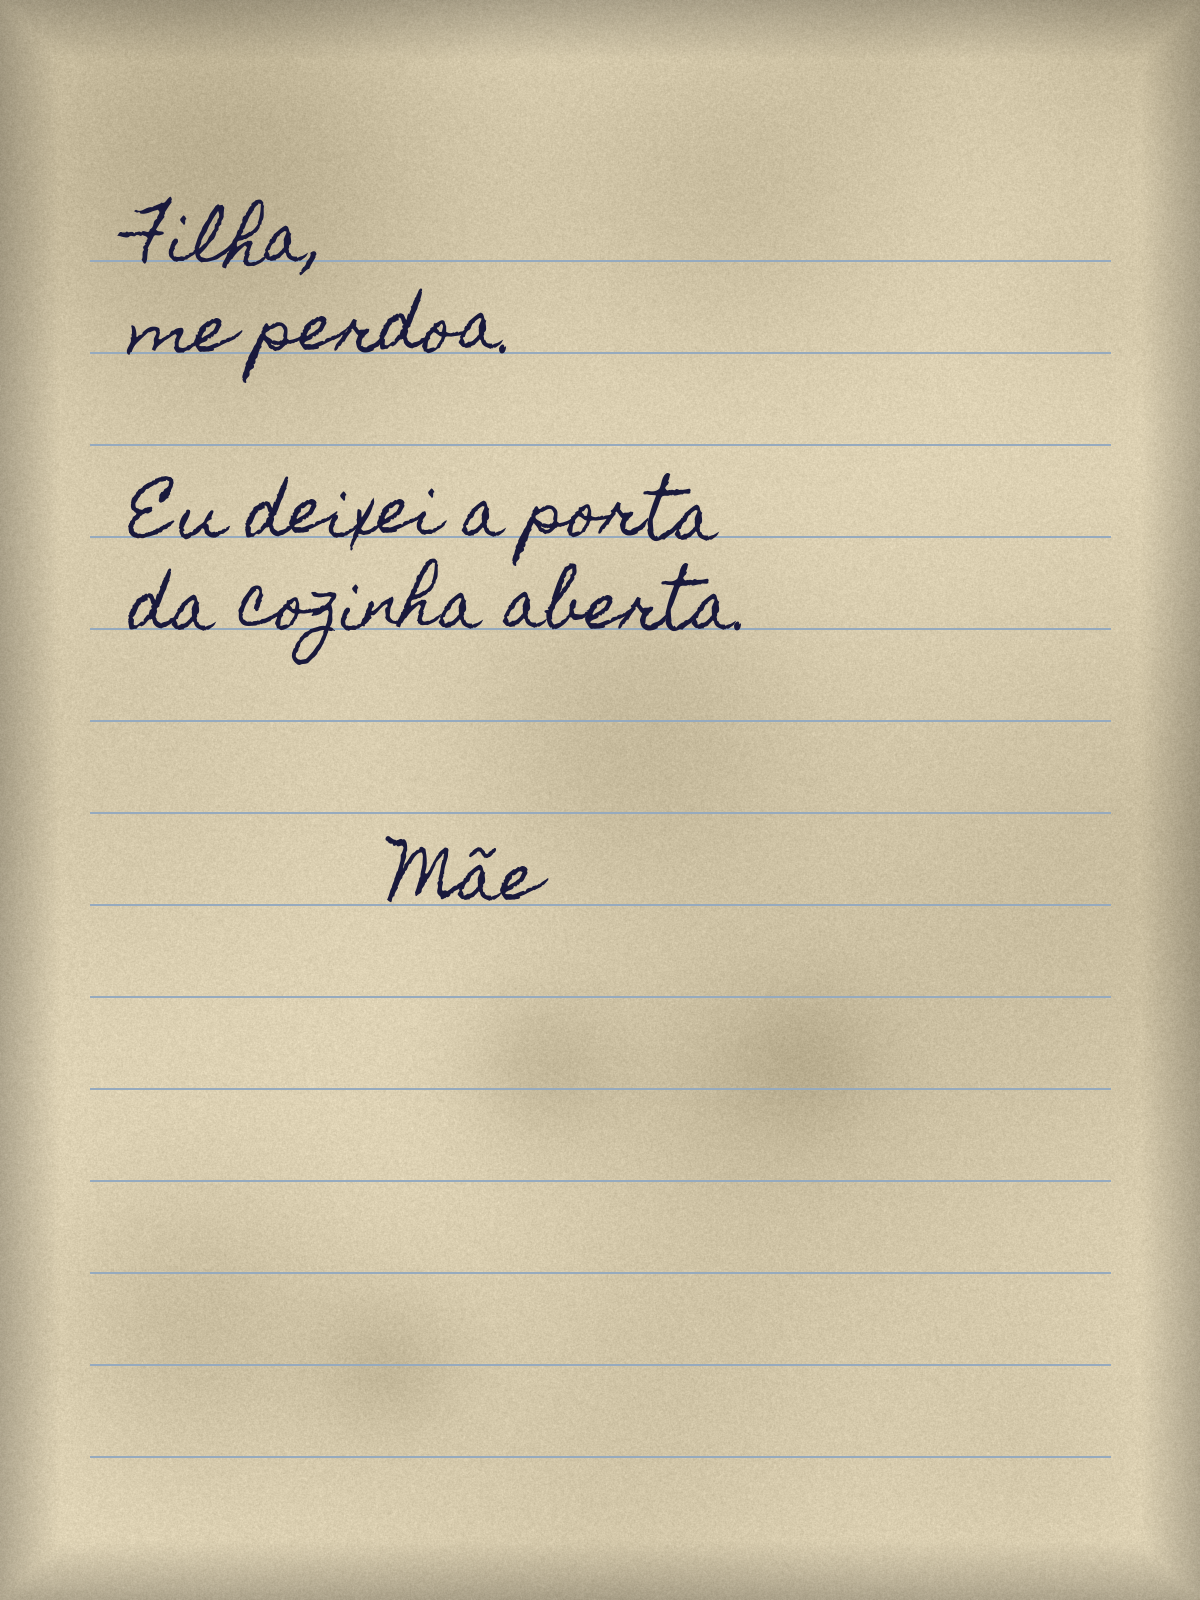 Filha,
me perdoa.
Eu deixei a porta
da cozinha aberta.
Mãe